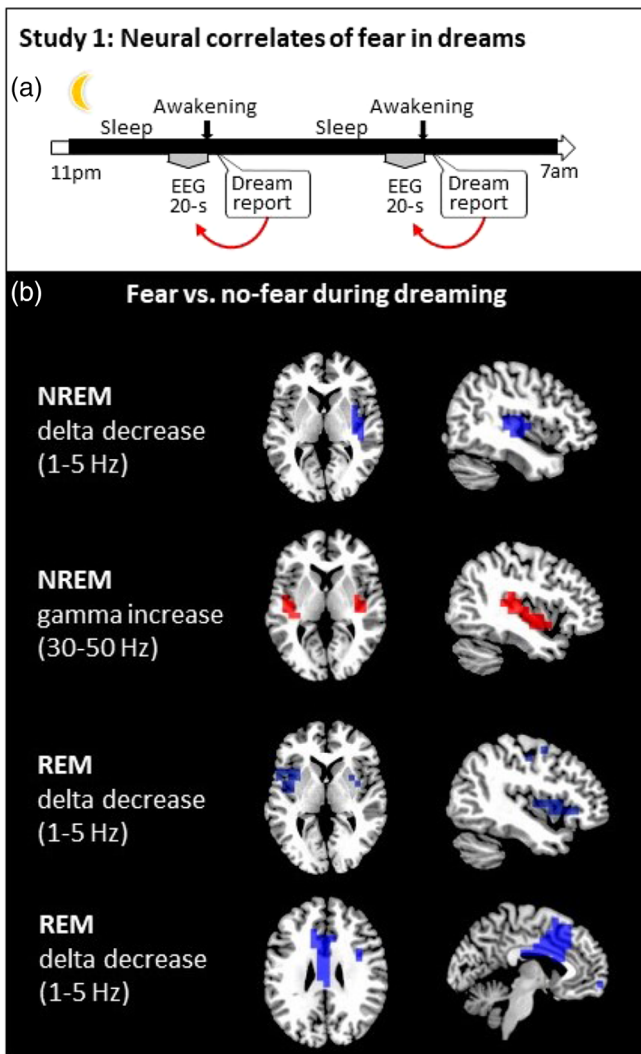 Study 1: Neural correlates of fear in dreams
(a)
Awakening
Awakening
Sleep
Sleep
11pm
7am
EEG
20-s
Dream
report
EEG
20-s
Dream
report
(b)
Fear vs. no-fear during dreaming
NREM
delta decrease
(1-5 Hz)
NREM
gamma increase
(30-50 Hz)
REM
delta decrease
(1-5 Hz)
REM
delta decrease
(1-5 Hz)